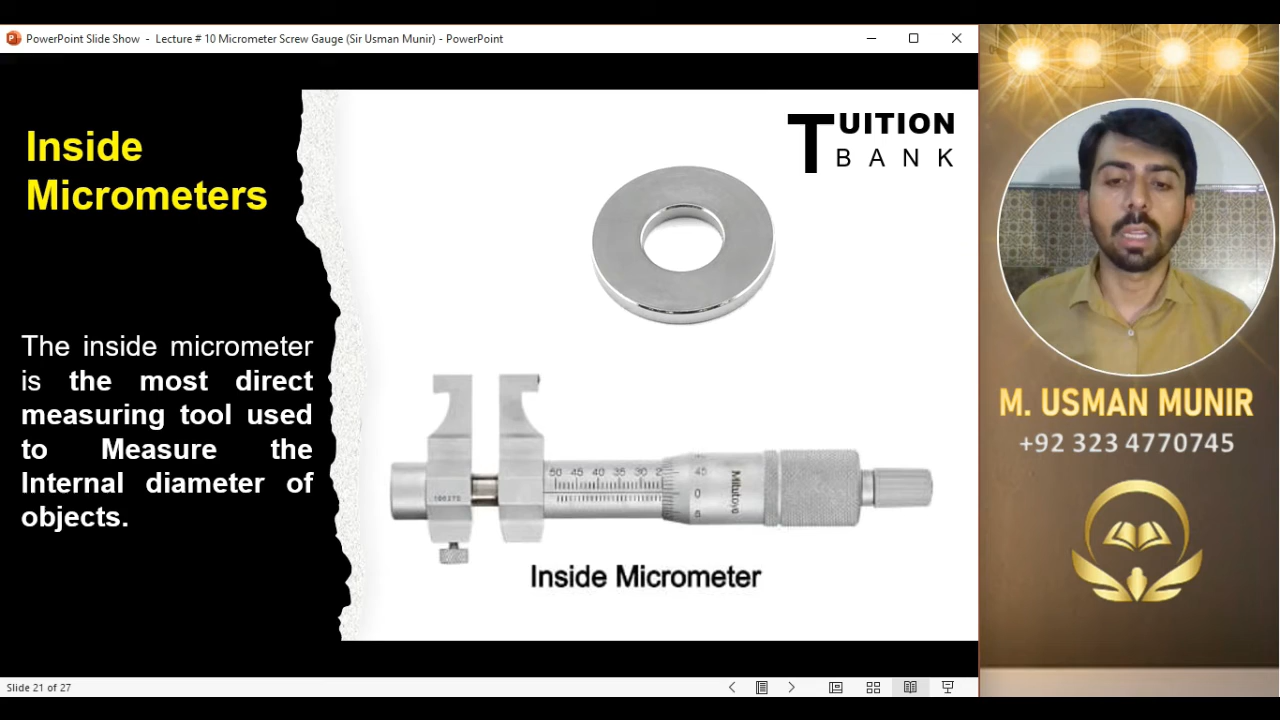 PowerPoint Slide Show - Lecture # 10 Micrometer Screw Gauge (Sir Usman Munir) - PowerPoint
Inside
Micrometers
TUITION
BANK
The inside micrometer
is the most direct
measuring tool used
to Measure the
Internal diameter of
objects.
50 45 40 35 30
45
0
5
Mitutoyo
Inside Micrometer
M. USMAN MUNIR
+92 323 4770745
Slide 21 of 27